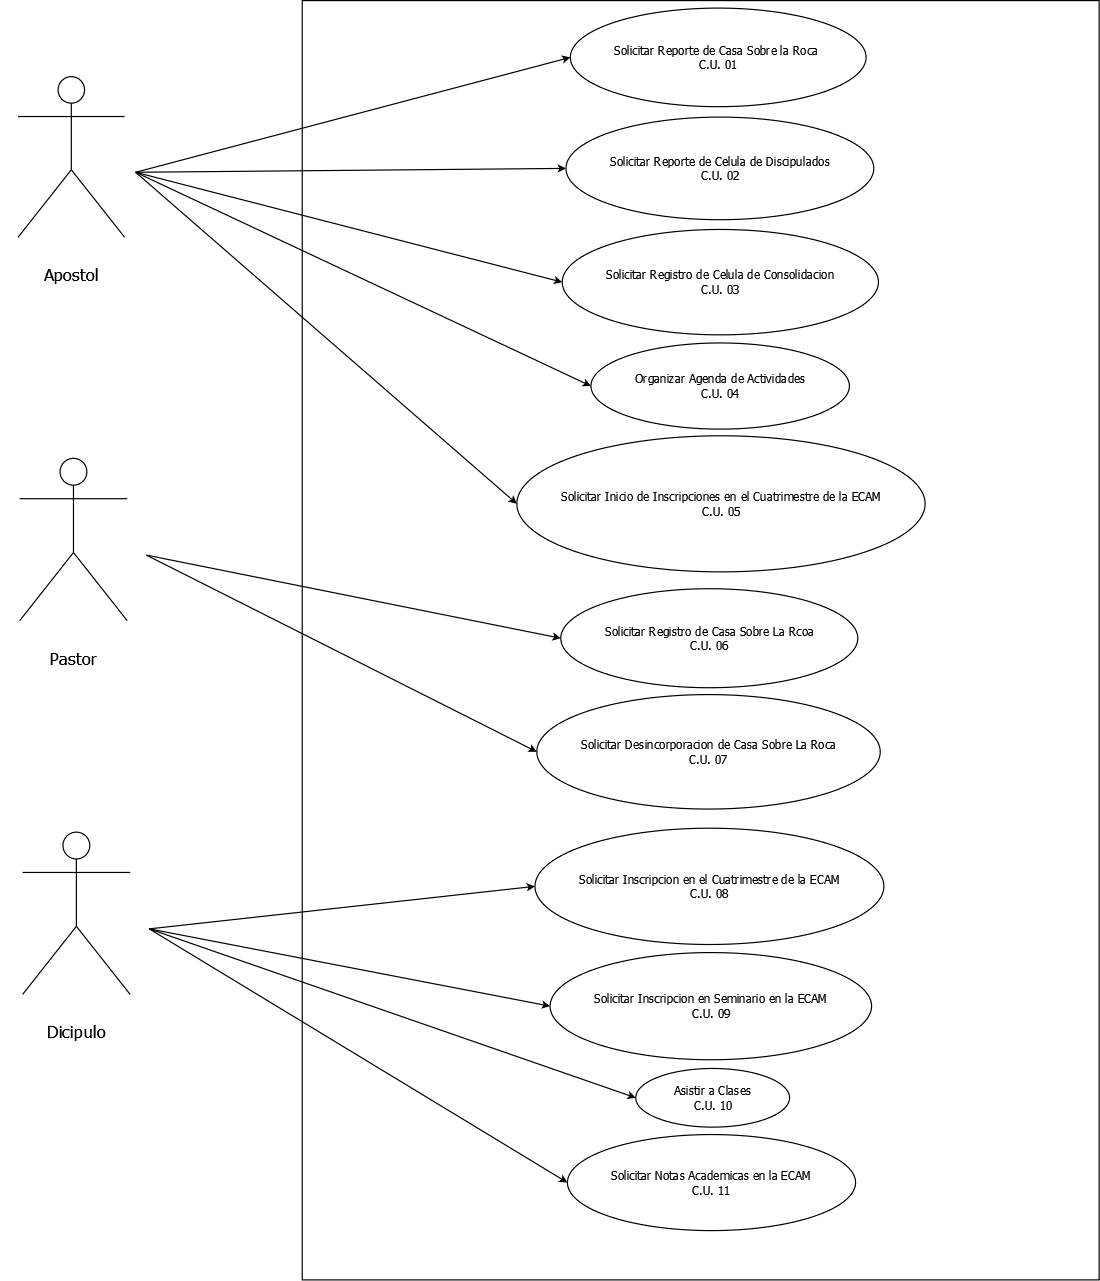 Solicitar Reporte de Casa Sobre la Roca
C.U. 01
Solicitar Reporte de Celula de Discipulados
C.U. 02
Apostol
Solicitar Registro de Celula de Consolidacion
C.U. 03
Organizar Agenda de Actividades
C.U. 04
Solicitar Inicio de Inscripciones en el Cuatrimestre de la ECAM
C.U. 05
Pastor
Solicitar Registro de Casa Sobre La Rcoa
C.U. 06
Solicitar Desincorporacion de Casa Sobre La Roca
C.U. 07
Solicitar Inscripcion en el Cuatrimestre de la ECAM
C.U. 08
Solicitar Inscripcion en Seminario en la ECAM
C.U. 09
Dicipulo
Asistir a Clases
C.U. 10
Solicitar Notas Academicas en la ECAM
C.U. 11